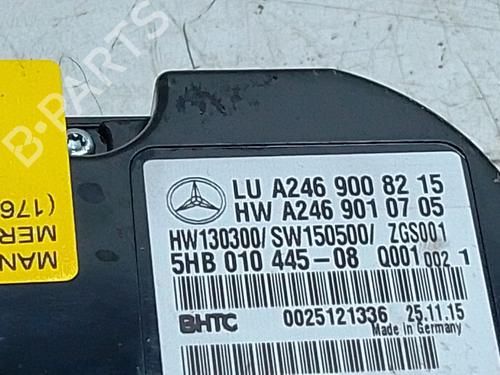 B-PARTS
LU A246 900 82 15
HW A246 901 07 05
HW130300/ SW150500/ ZGS001
5HB 010 445-08 Q001 002 1
BHTC 0025121336 25.11.15
Made in Germany
MAN
MER
(176